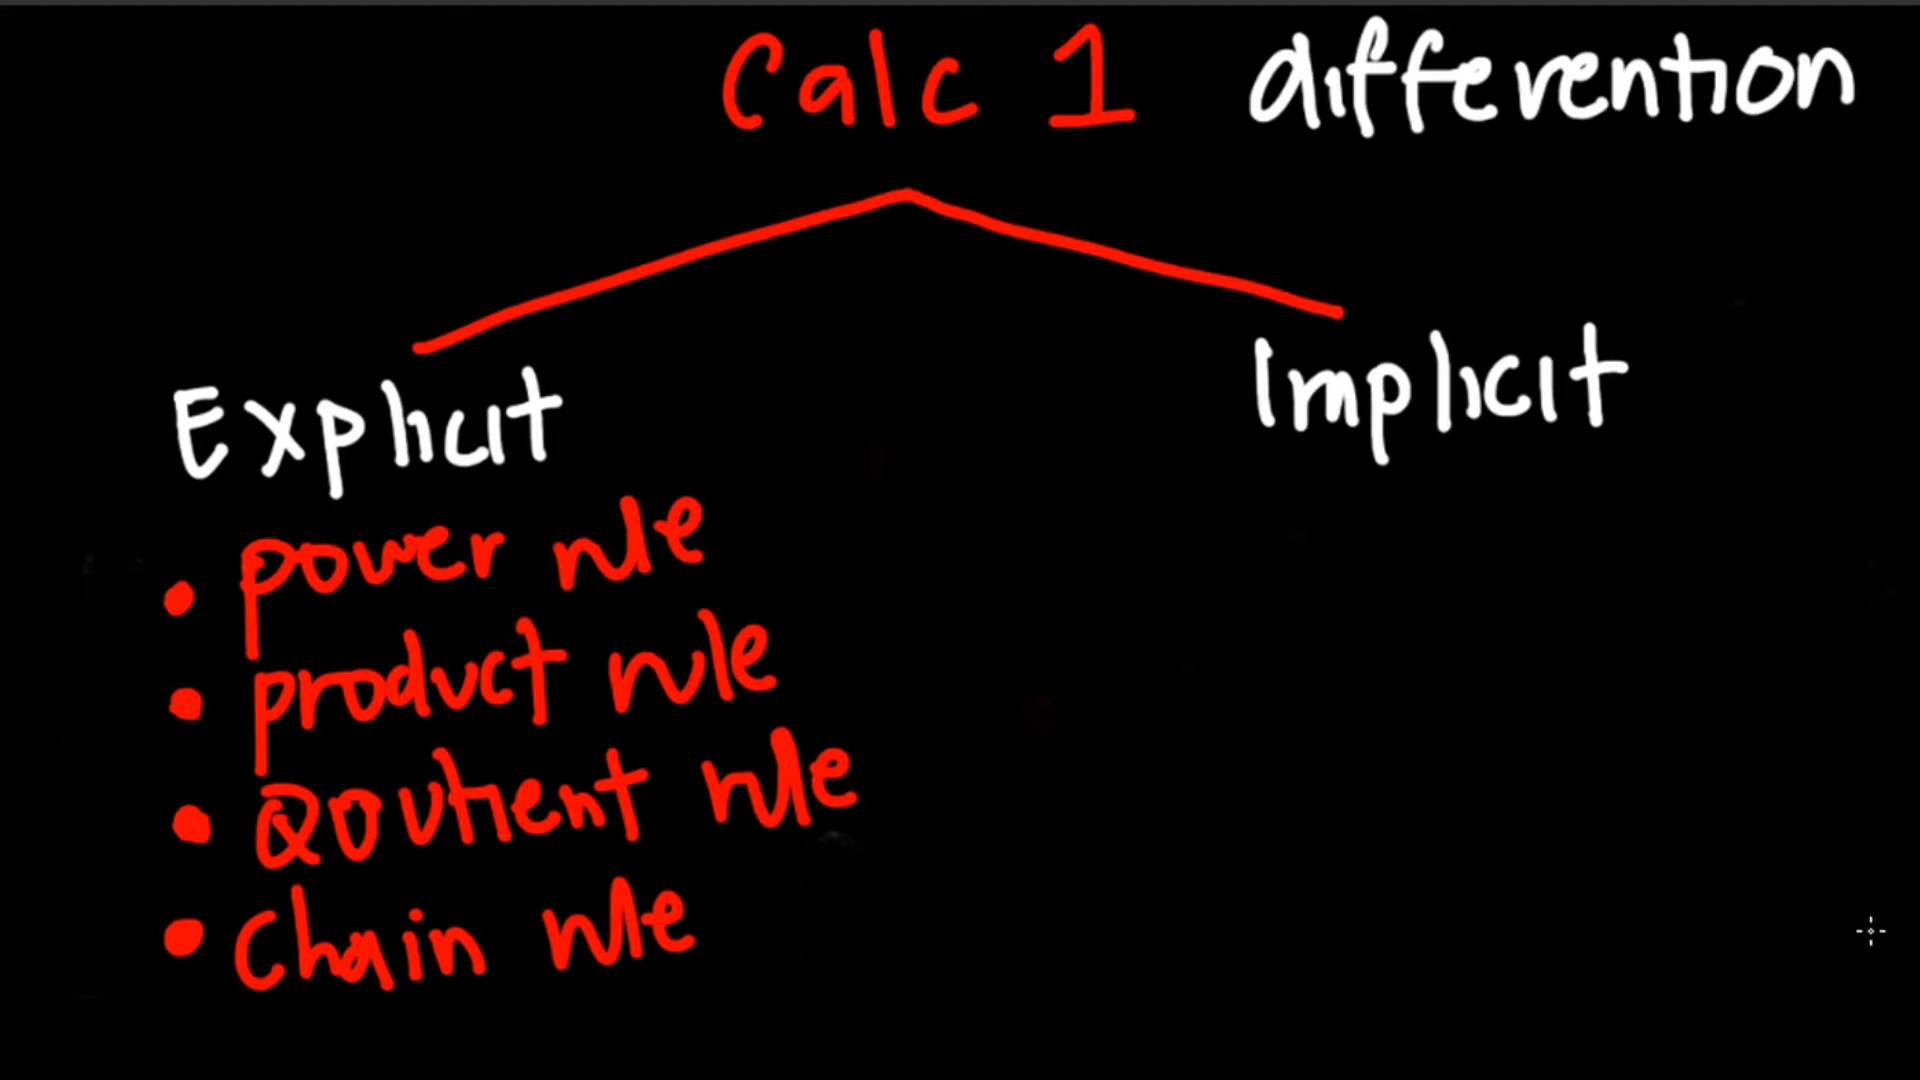 Calc 1 differention
Explicit
Implicit
• power rule
• product rule
• Qoutient rule
• Chain rule